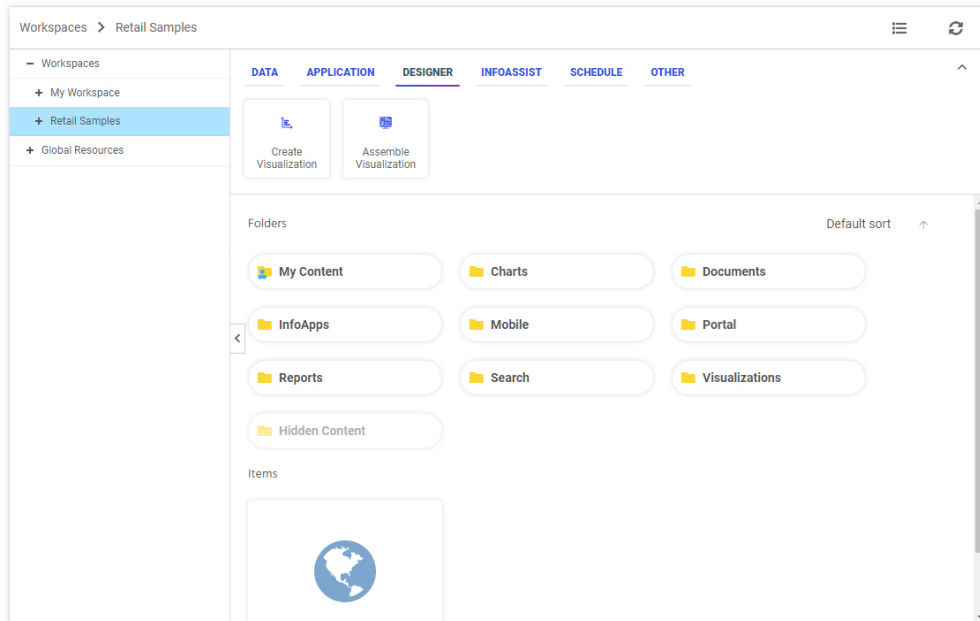 Workspaces > Retail Samples
Workspaces
My Workspace
Retail Samples
Global Resources
DATA APPLICATION DESIGNER INFOASSIST SCHEDULE OTHER
Create
Visualization
Assemble
Visualization
Folders
Default sort
My Content
Charts
Documents
InfoApps
Mobile
Portal
Reports
Search
Visualizations
Hidden Content
Items